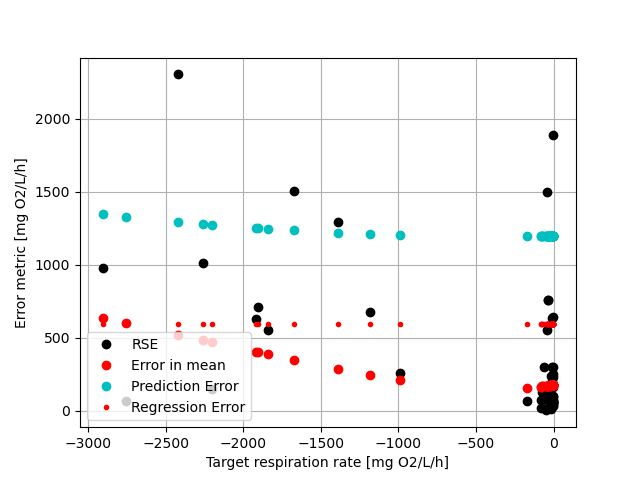 2000
1500
1000
500
0
Error metric [mg O2/L/h]
RSE
Error in mean
Prediction Error
Regression Error
−3000 −2500 −2000 −1500 −1000 −500 0
Target respiration rate [mg O2/L/h]